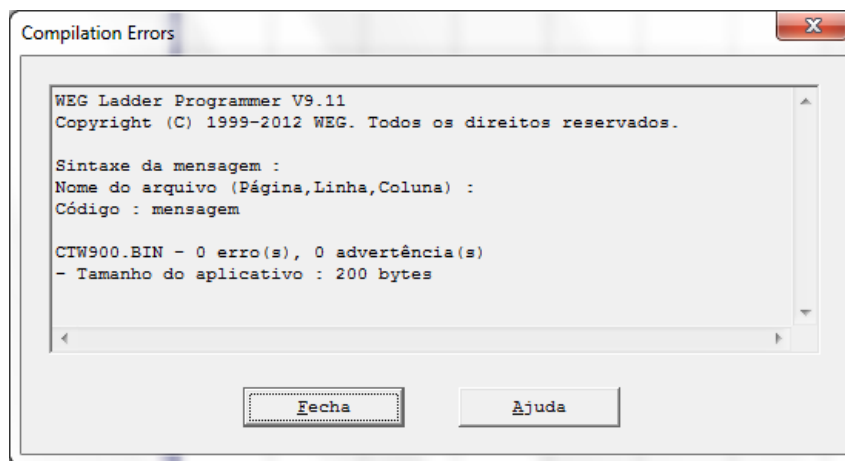 Compilation Errors
WEG Ladder Programmer V9.11
Copyright (C) 1999-2012 WEG. Todos os direitos reservados.
Sintaxe da mensagem :
Nome do arquivo (Página,Linha,Coluna) :
Código : mensagem
CTW900.BIN - 0 erro(s), 0 advertência(s)
- Tamanho do aplicativo : 200 bytes
Fecha
Ajuda